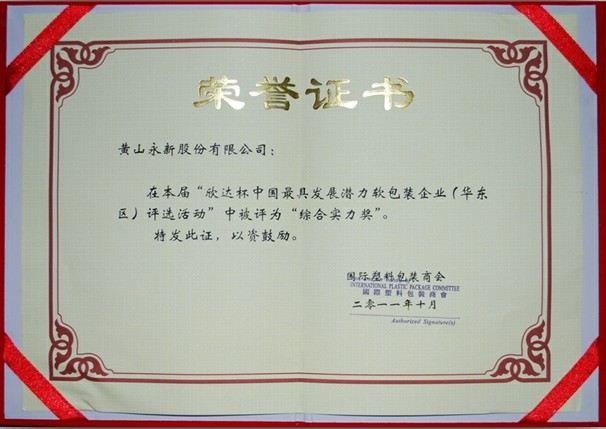 荣誉证书
黄山永新股份有限公司：
在本届“欣达杯中国最具发展潜力软包装企业（华东
区）评选活动”中被评为“综合实力奖”。
特发此证，以资鼓励。
国际塑料包装商会
INTERNATIONAL PLASTIC PACKAGE COMMITTEE
國際塑料包裝商會
二零一一年十月
Authorized Signature(s)